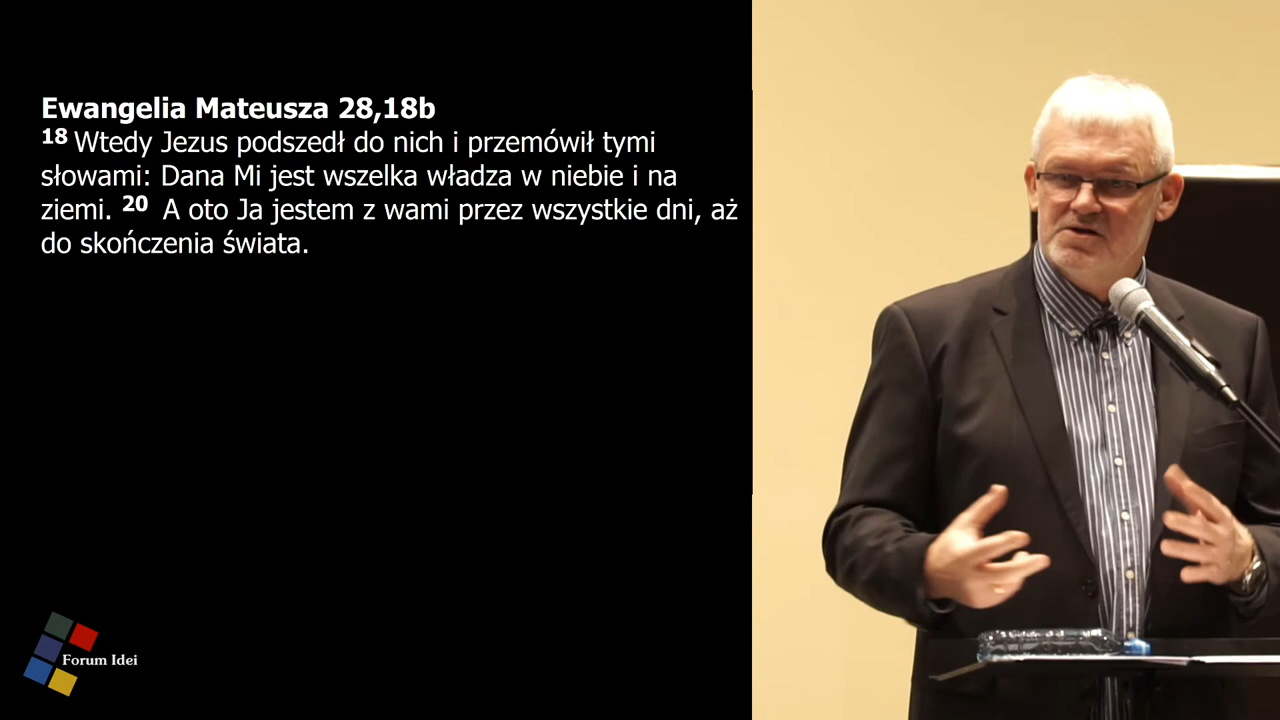 Ewangelia Mateusza 28,18b
18 Wtedy Jezus podszedł do nich i przemówił tymi
słowami: Dana Mi jest wszelka władza w niebie i na
ziemi. 20 A oto Ja jestem z wami przez wszystkie dni, aż
do skończenia świata.
Forum Idei